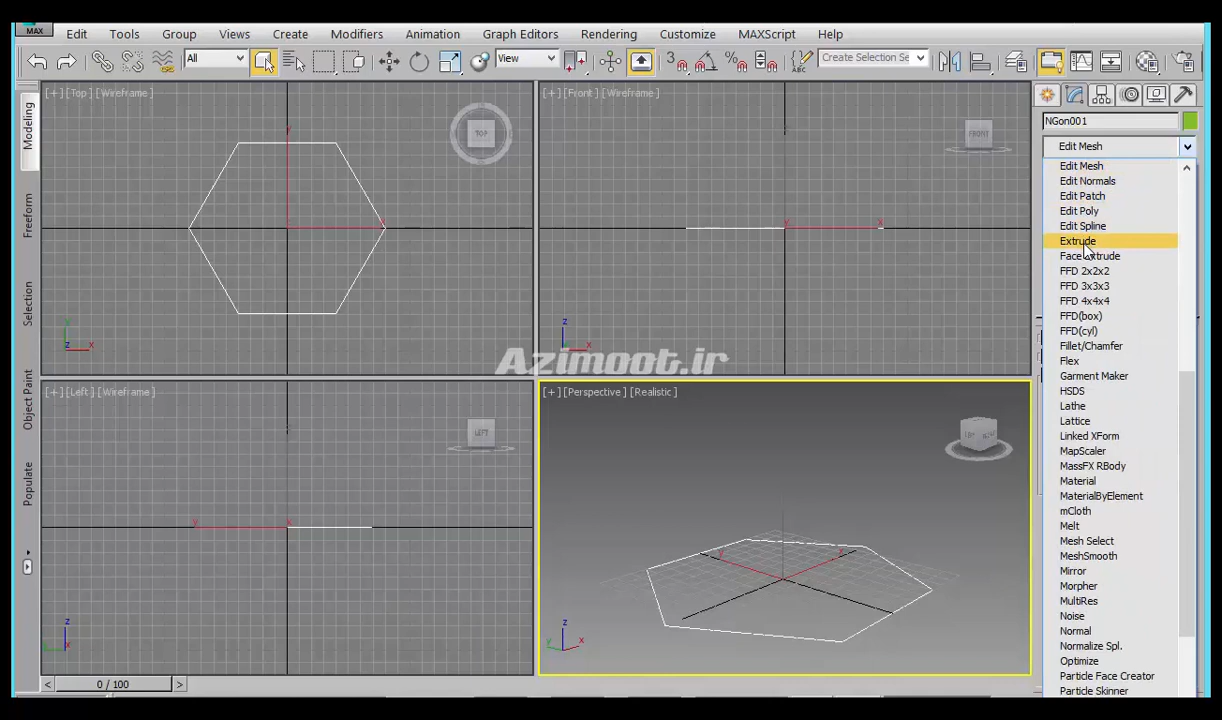 MAX
Edit Tools Group Views Create Modifiers Animation Graph Editors Rendering Customize MAXScript Help
All View 3 Create Selection Se
ABC
[+] [Top] [Wireframe]
TOP
[+] [Front] [Wireframe]
FRONT
NGon001
Edit Mesh
Edit Mesh
Edit Normals
Edit Patch
Edit Poly
Edit Spline
Extrude
Face Extrude
FFD 2x2x2
FFD 3x3x3
FFD 4x4x4
FFD(box)
FFD(cyl)
Fillet/Chamfer
Flex
Garment Maker
HSDS
Lathe
Lattice
Linked XForm
MapScaler
MassFX RBody
Material
MaterialByElement
mCloth
Melt
Mesh Select
MeshSmooth
Mirror
Morpher
MultiRes
Noise
Normal
Normalize Spl.
Optimize
Particle Face Creator
Particle Skinner
Modeling
Freeform
Selection
Object Paint
Populate
Azimoot.ir
[+] [Left] [Wireframe]
LEFT
[+] [Perspective] [Realistic]
y
x
z
x
y
x
z
x
y
x
z
y
y
z
y
x
< 0 / 100 >